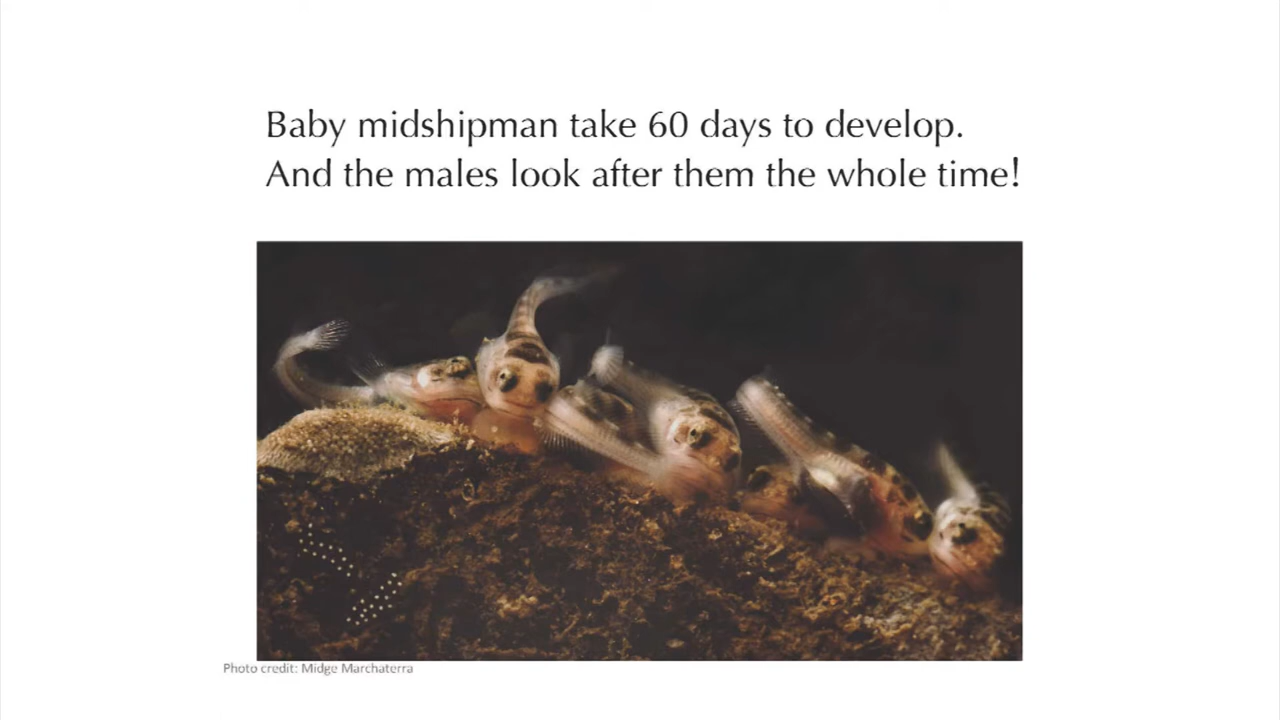 Baby midshipman take 60 days to develop.
And the males look after them the whole time!
Photo credit: Midge Marchaterra